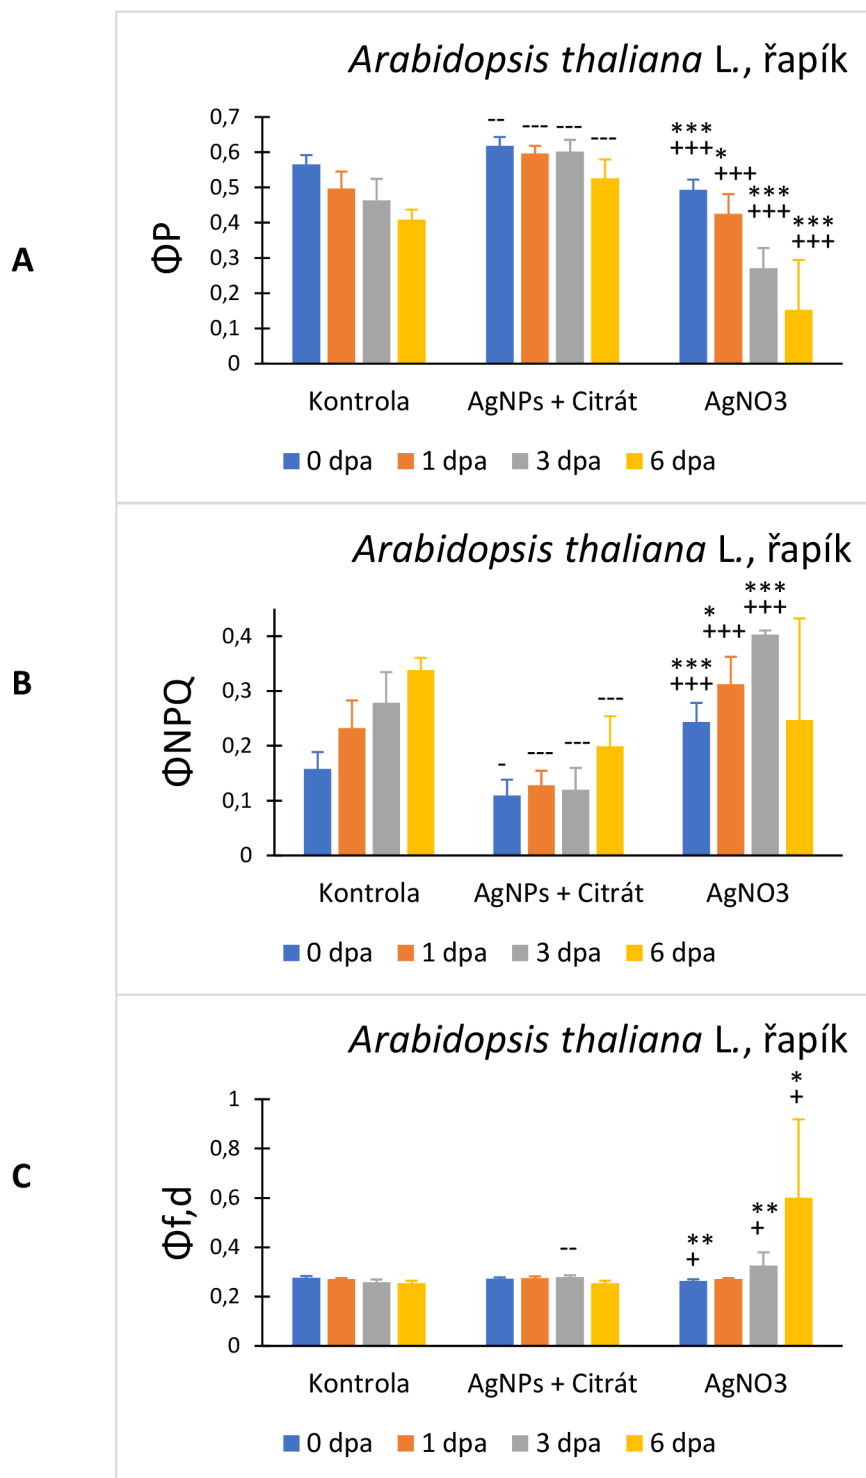 A
Arabidopsis thaliana L., řapík
ΦP
0,7
0,6
0,5
0,4
0,3
0,2
0,1
0
--
---
---
---
***
+++
*
+++
***
+++
***
+++
Kontrola
AgNPs + Citrát
AgNO3
0 dpa
1 dpa
3 dpa
6 dpa
B
Arabidopsis thaliana L., řapík
ΦNPQ
0,4
0,3
0,2
0,1
0
-
---
---
---
***
+++
*
+++
***
+++
Kontrola
AgNPs + Citrát
AgNO3
0 dpa
1 dpa
3 dpa
6 dpa
C
Arabidopsis thaliana L., řapík
Φf,d
1
0,8
0,6
0,4
0,2
0
--
**
+
**
+
*
+
Kontrola
AgNPs + Citrát
AgNO3
0 dpa
1 dpa
3 dpa
6 dpa